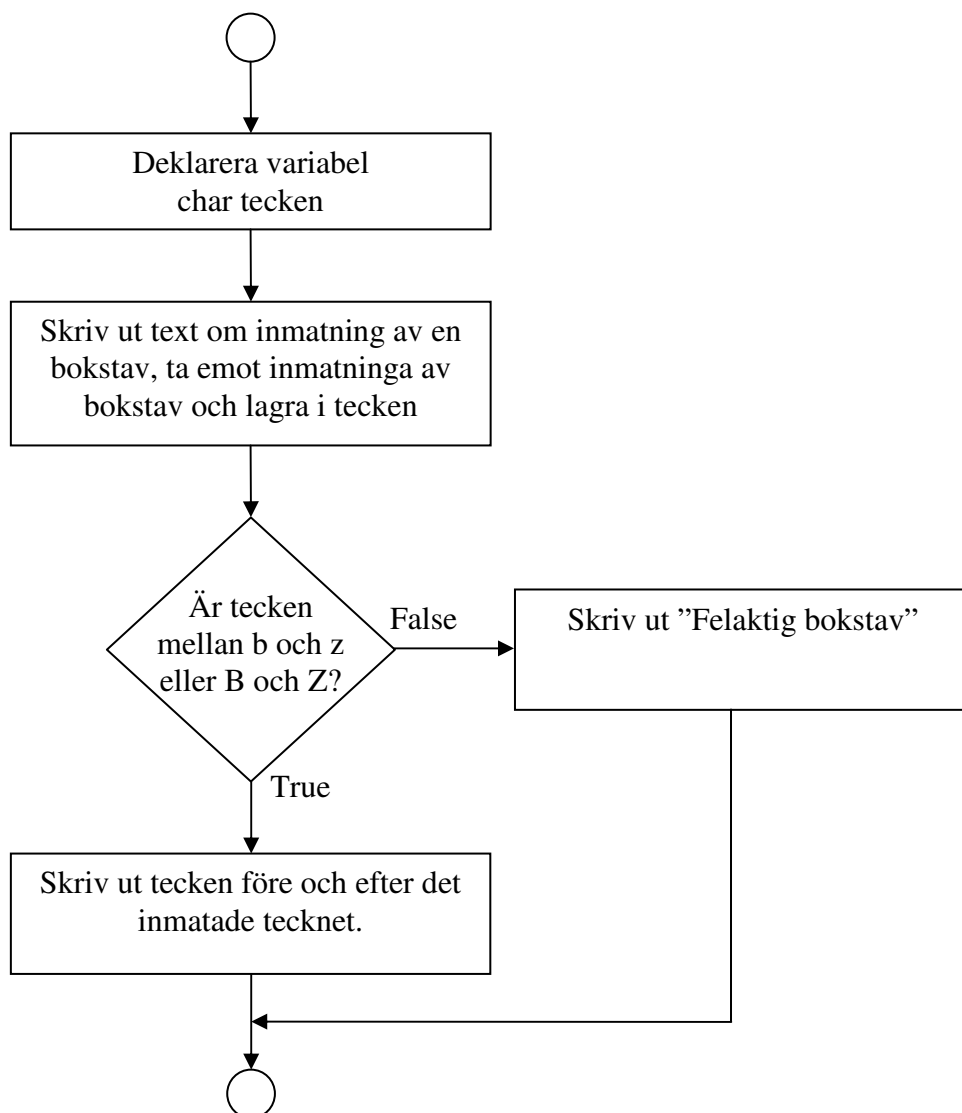 Deklarera variabel
char tecken
Skriv ut text om inmatning av en
bokstav, ta emot inmatninga av
bokstav och lagra i tecken
Är tecken
mellan b och z
eller B och Z?
False
Skriv ut ”Felaktig bokstav”
True
Skriv ut tecken före och efter det
inmatade tecknet.